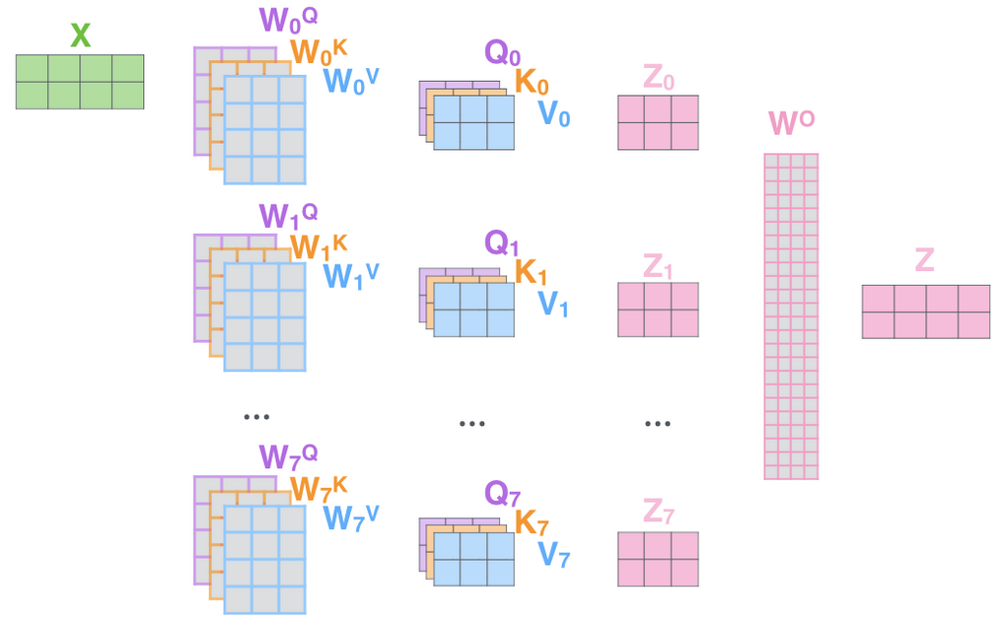 X
W₀Q
W₀K
W₀V
Q₀
K₀
V₀
Z₀
Wᴼ
W₁Q
W₁K
W₁V
Q₁
K₁
V₁
Z₁
Z
...
...
...
W₇Q
W₇K
W₇V
Q₇
K₇
V₇
Z₇